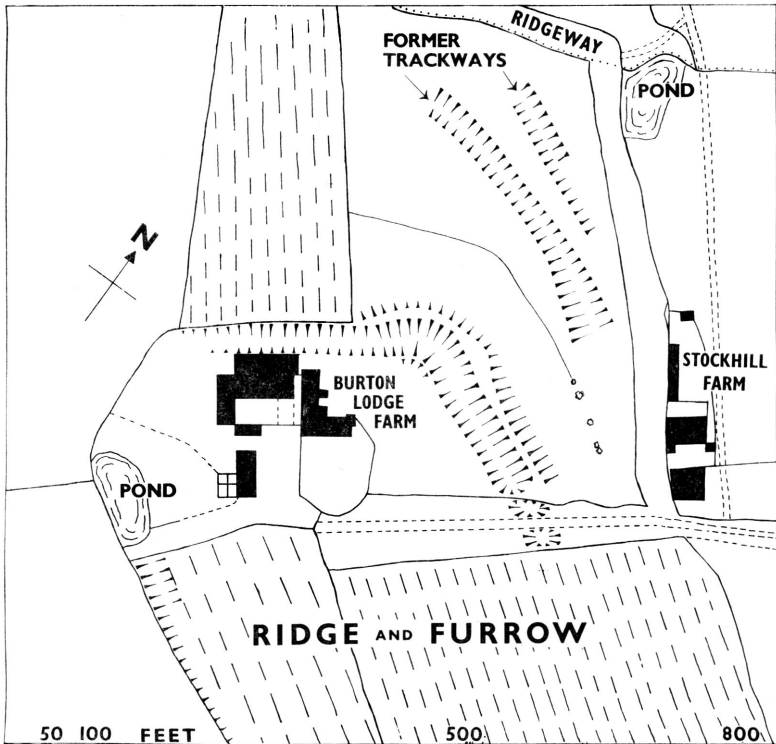 RIDGEWAY
FORMER
TRACKWAYS
POND
N
STOCKHILL
FARM
BURTON
LODGE
FARM
POND
RIDGE AND FURROW
50 100 FEET 500 800